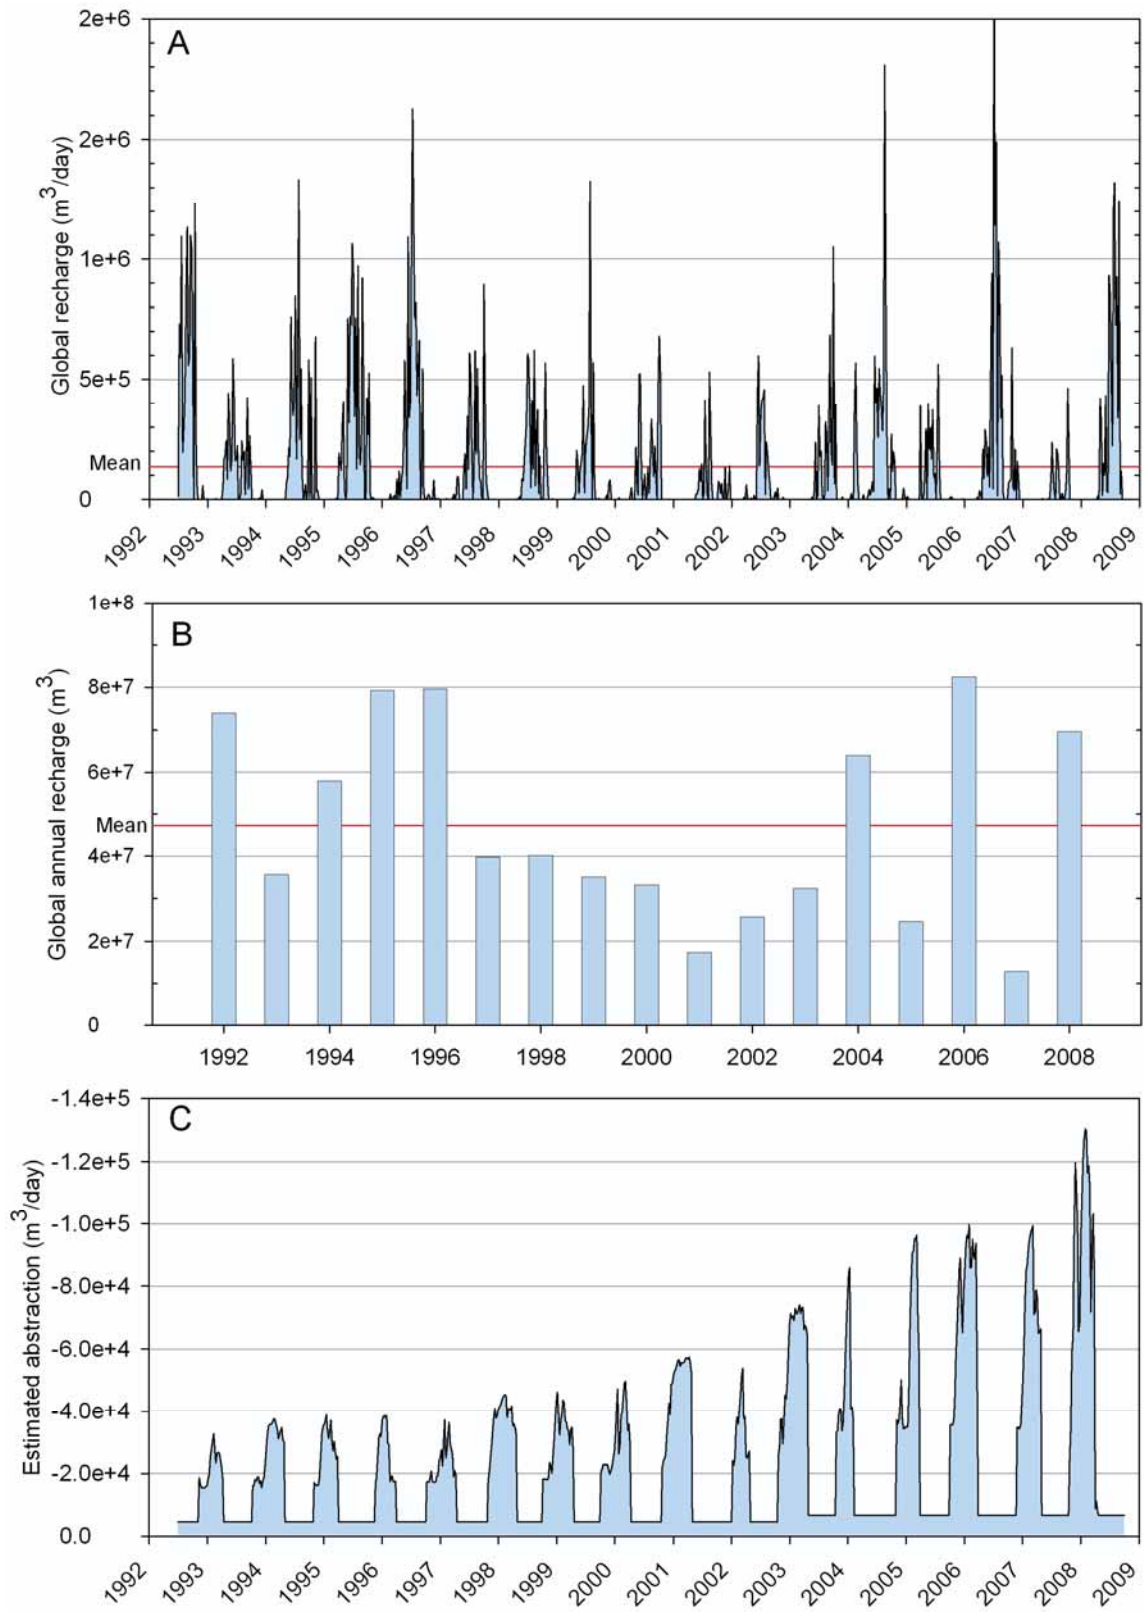 A
2e+6
2e+6
1e+6
5e+5
Mean
0
Global recharge (m3/day)
1992 1993 1994 1995 1996 1997 1998 1999 2000 2001 2002 2003 2004 2005 2006 2007 2008 2009
B
1e+8
8e+7
6e+7
Mean
4e+7
2e+7
0
Global annual recharge (m3)
1992 1994 1996 1998 2000 2002 2004 2006 2008
C
-1.4e+5
-1.2e+5
-1.0e+5
-8.0e+4
-6.0e+4
-4.0e+4
-2.0e+4
0.0
Estimated abstraction (m3/day)
1992 1993 1994 1995 1996 1997 1998 1999 2000 2001 2002 2003 2004 2005 2006 2007 2008 2009